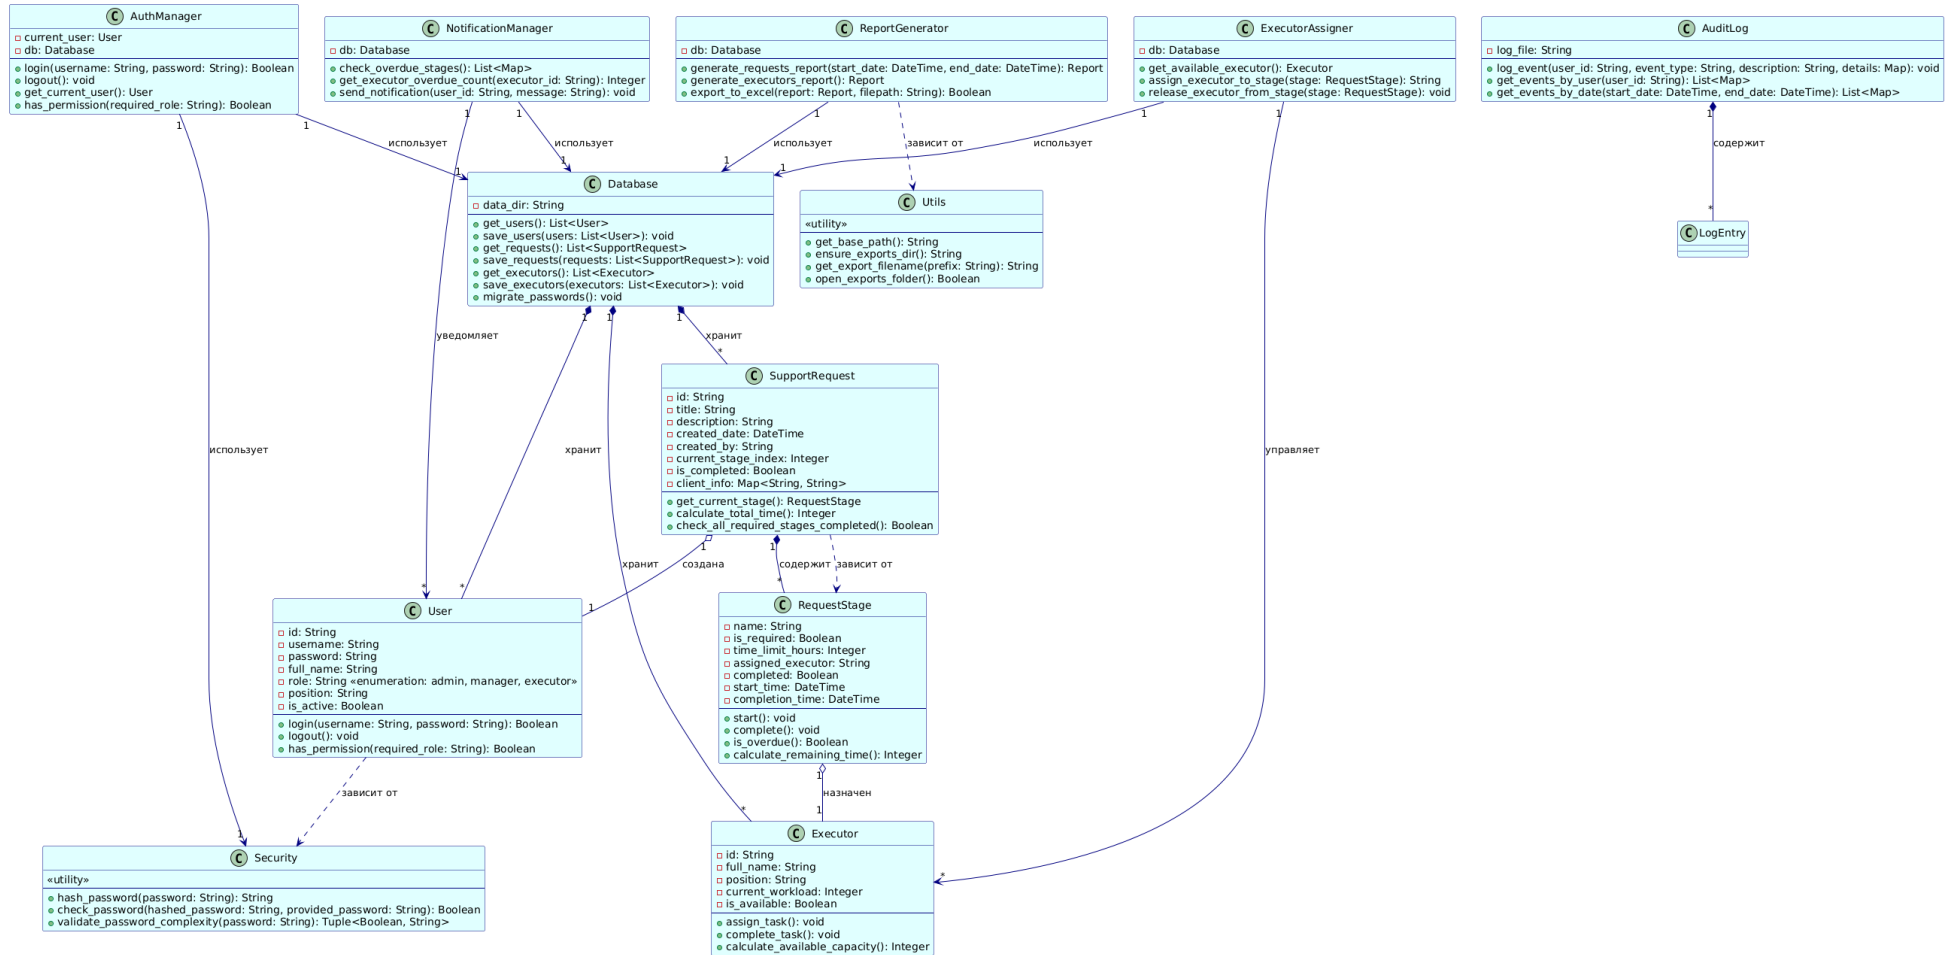 C AuthManager
current_user: User
db: Database
login(username: String, password: String): Boolean
logout(): void
get_current_user(): User
has_permission(required_role: String): Boolean
C NotificationManager
db: Database
check_overdue_stages(): List<Map>
get_executor_overdue_count(executor_id: String): Integer
send_notification(user_id: String, message: String): void
C ReportGenerator
db: Database
generate_requests_report(start_date: DateTime, end_date: DateTime): Report
generate_executors_report(): Report
export_to_excel(report: Report, filepath: String): Boolean
C ExecutorAssigner
db: Database
get_available_executor(): Executor
assign_executor_to_stage(stage: RequestStage): String
release_executor_from_stage(stage: RequestStage): void
C AuditLog
log_file: String
log_event(user_id: String, event_type: String, description: String, details: Map): void
get_events_by_user(user_id: String): List<Map>
get_events_by_date(start_date: DateTime, end_date: DateTime): List<Map>
1
1
1
1
1
1
1
1
использует
использует
использует
зависит от
использует
содержит
1
1
1
1
C Database
data_dir: String
get_users(): List<User>
save_users(users: List<User>): void
get_requests(): List<SupportRequest>
save_requests(requests: List<SupportRequest>): void
get_executors(): List<Executor>
save_executors(executors: List<Executor>): void
migrate_passwords(): void
C Utils
«utility»
get_base_path(): String
ensure_exports_dir(): String
get_export_filename(prefix: String): String
open_exports_folder(): Boolean
*
C LogEntry
1
1
1
уведомляет
хранит
*
C SupportRequest
id: String
title: String
description: String
created_date: DateTime
created_by: String
current_stage_index: Integer
is_completed: Boolean
client_info: Map<String, String>
get_current_stage(): RequestStage
calculate_total_time(): Integer
check_all_required_stages_completed(): Boolean
использует
хранит
управляет
1
1
хранит
создана
содержит
зависит от
*
*
1
*
C User
id: String
username: String
password: String
full_name: String
role: String «enumeration: admin, manager, executor»
position: String
is_active: Boolean
login(username: String, password: String): Boolean
logout(): void
has_permission(required_role: String): Boolean
C RequestStage
name: String
is_required: Boolean
time_limit_hours: Integer
assigned_executor: String
completed: Boolean
start_time: DateTime
completion_time: DateTime
start(): void
complete(): void
is_overdue(): Boolean
calculate_remaining_time(): Integer
1
зависит от
назначен
1
*
1
*
C Security
«utility»
hash_password(password: String): String
check_password(hashed_password: String, provided_password: String): Boolean
validate_password_complexity(password: String): Tuple<Boolean, String>
C Executor
id: String
full_name: String
position: String
current_workload: Integer
is_available: Boolean
assign_task(): void
complete_task(): void
calculate_available_capacity(): Integer